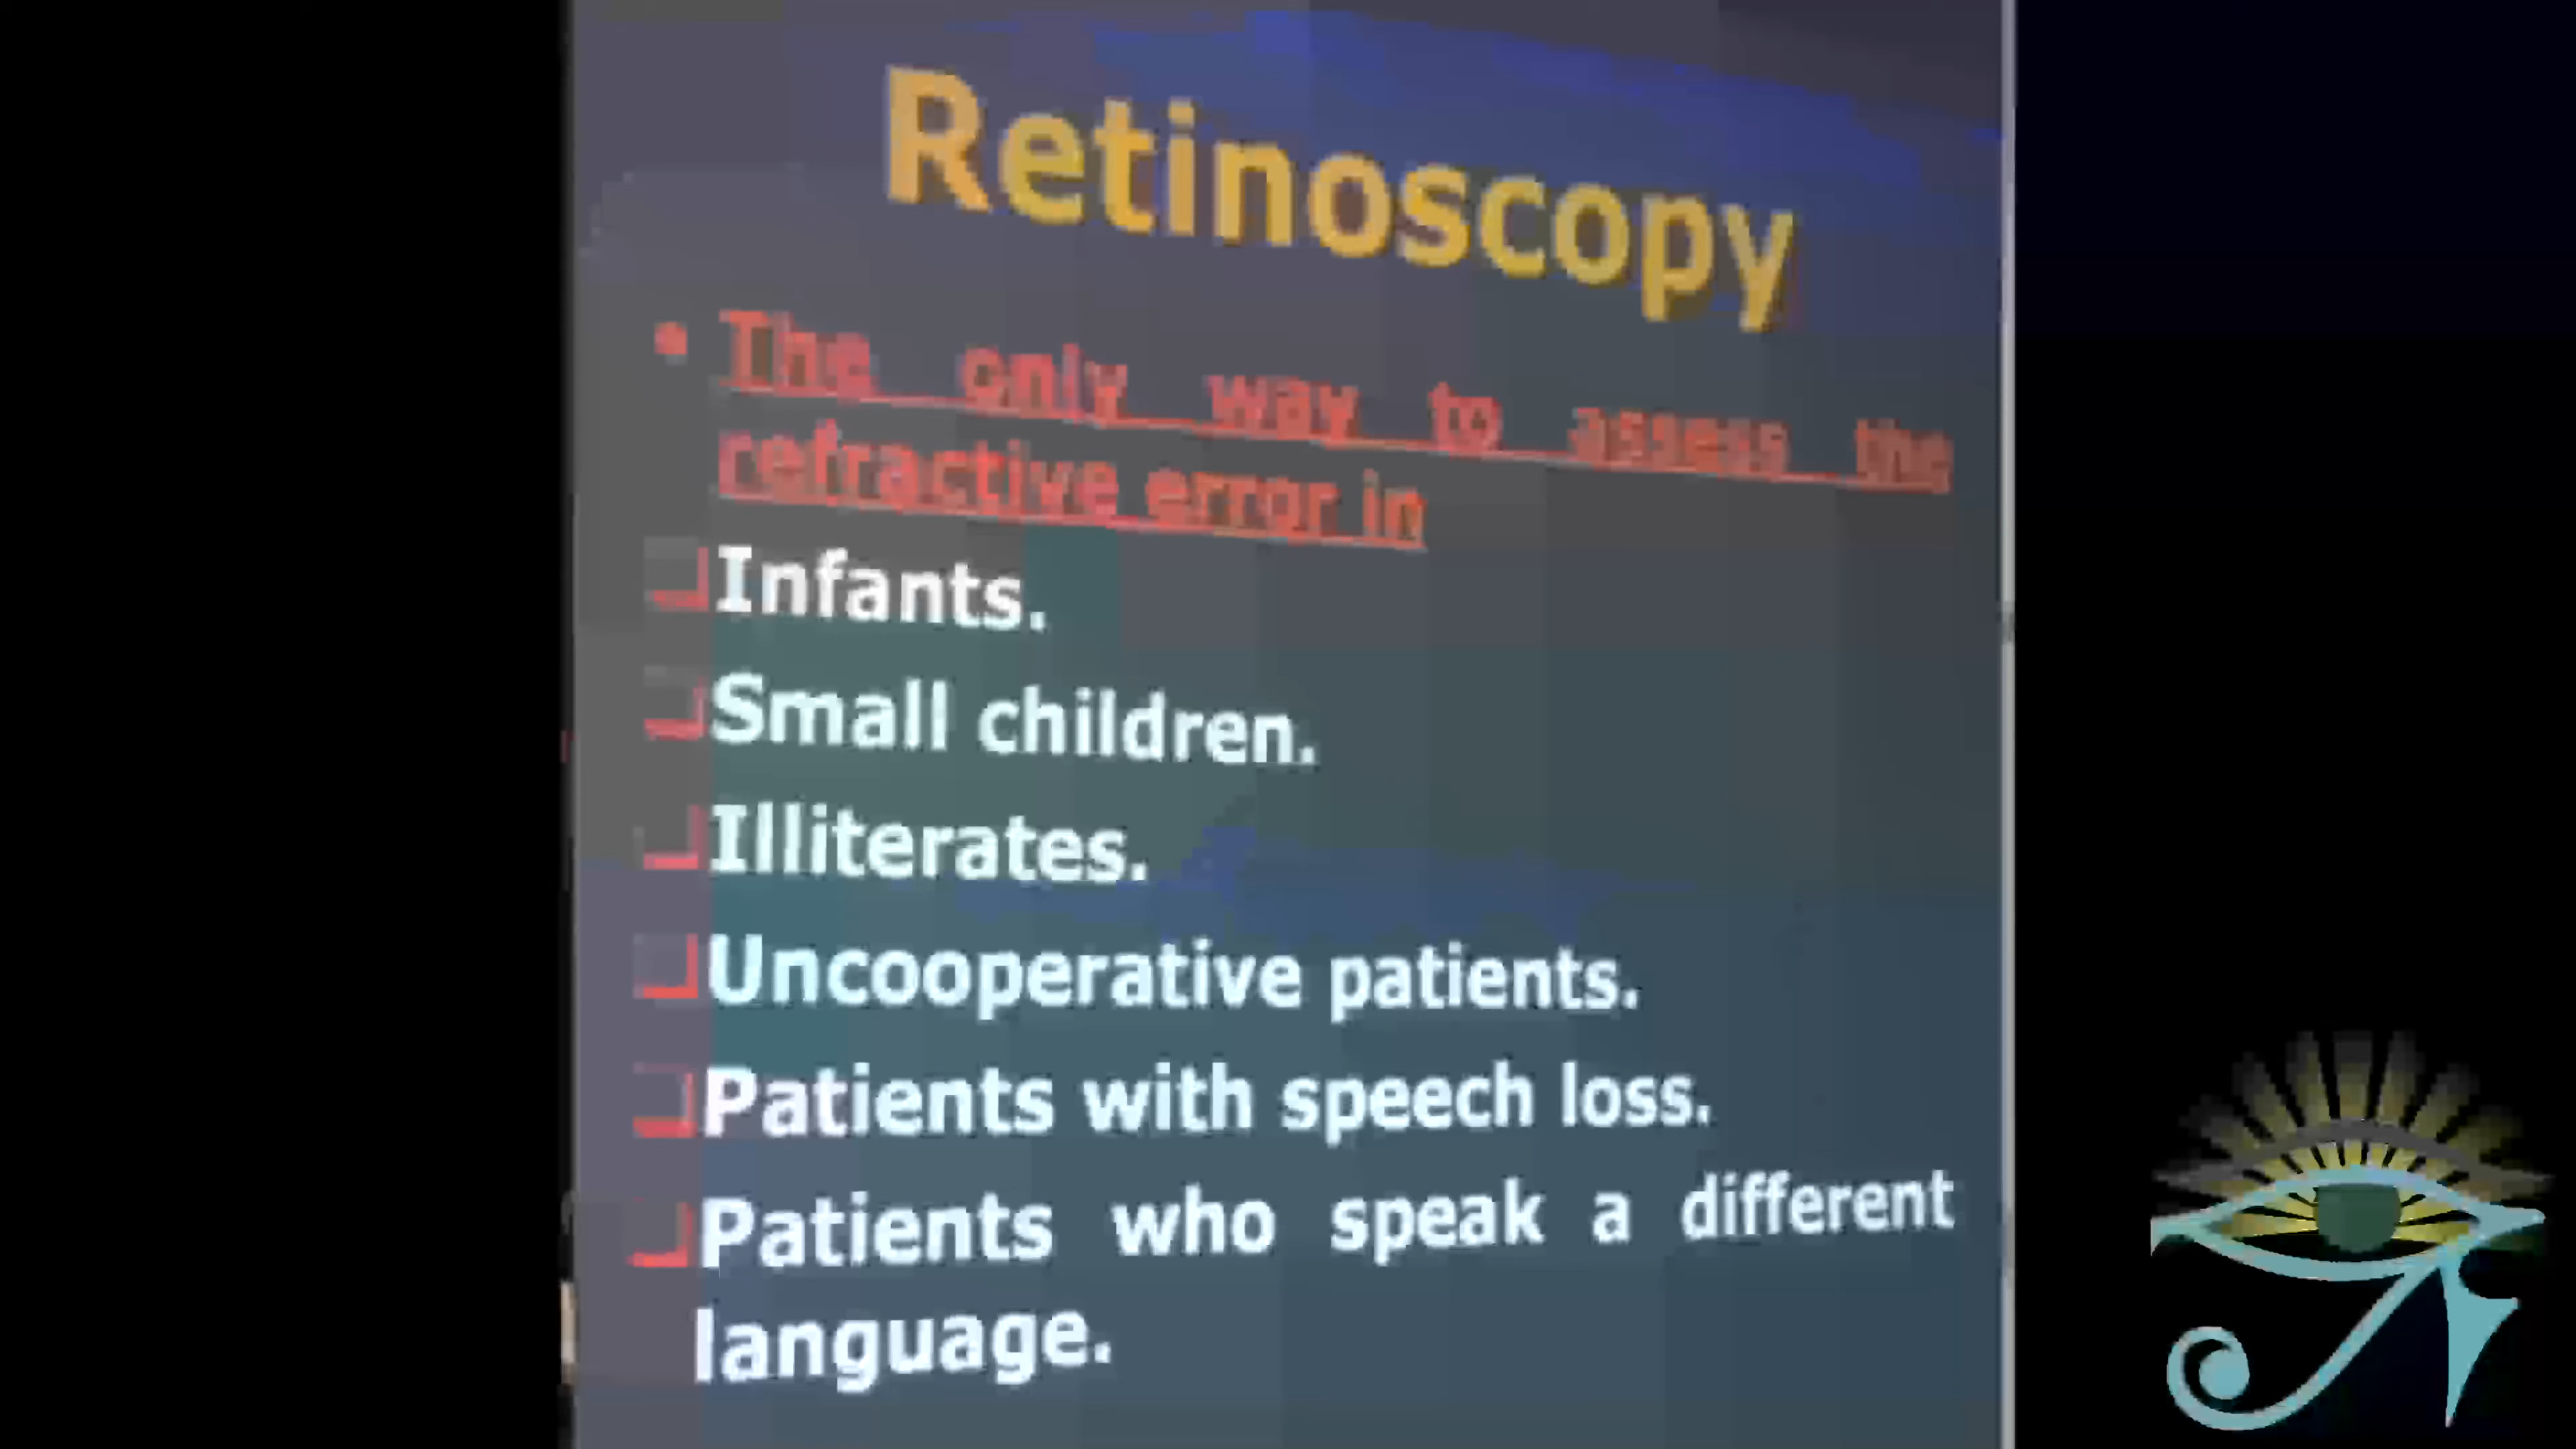 Retinoscopy
• The only way to assess the
refractive error in
Infants.
Small children.
Illiterates.
Uncooperative patients.
Patients with speech loss.
Patients who speak a different
language.